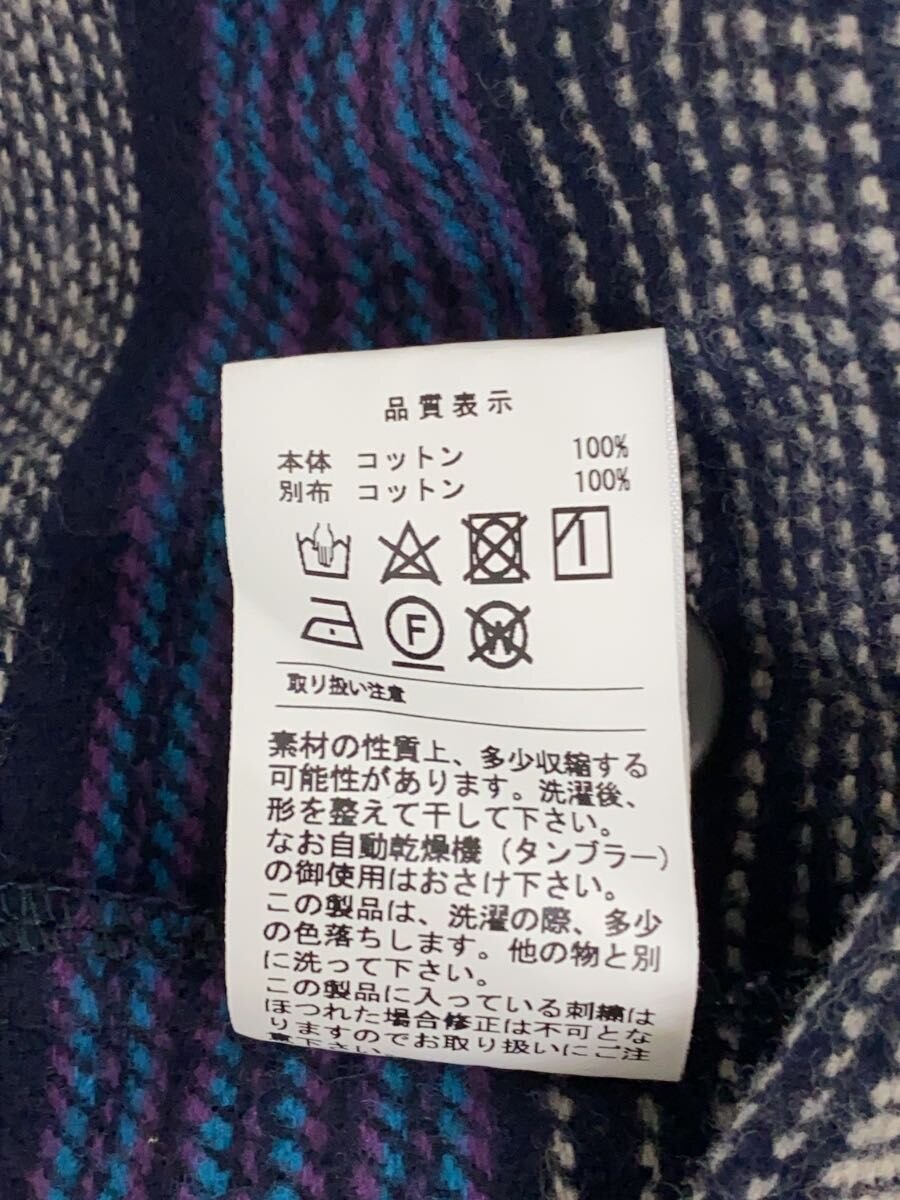 品質表示
本体 コットン 100%
別布 コットン 100%
F
W
取り扱い注意
素材の性質上、多少収縮する
可能性があります。洗濯後、
形を整えて干して下さい。
なお自動乾燥機（タンブラー）
の御使用はおさけ下さい。
この製品は、洗濯の際、多少
の色落ちします。他の物と別
に洗って下さい。
この製品に入っている刺繍は
ほつれた場合修正は不可とな
りますのでお取り扱いにご注
意下さい